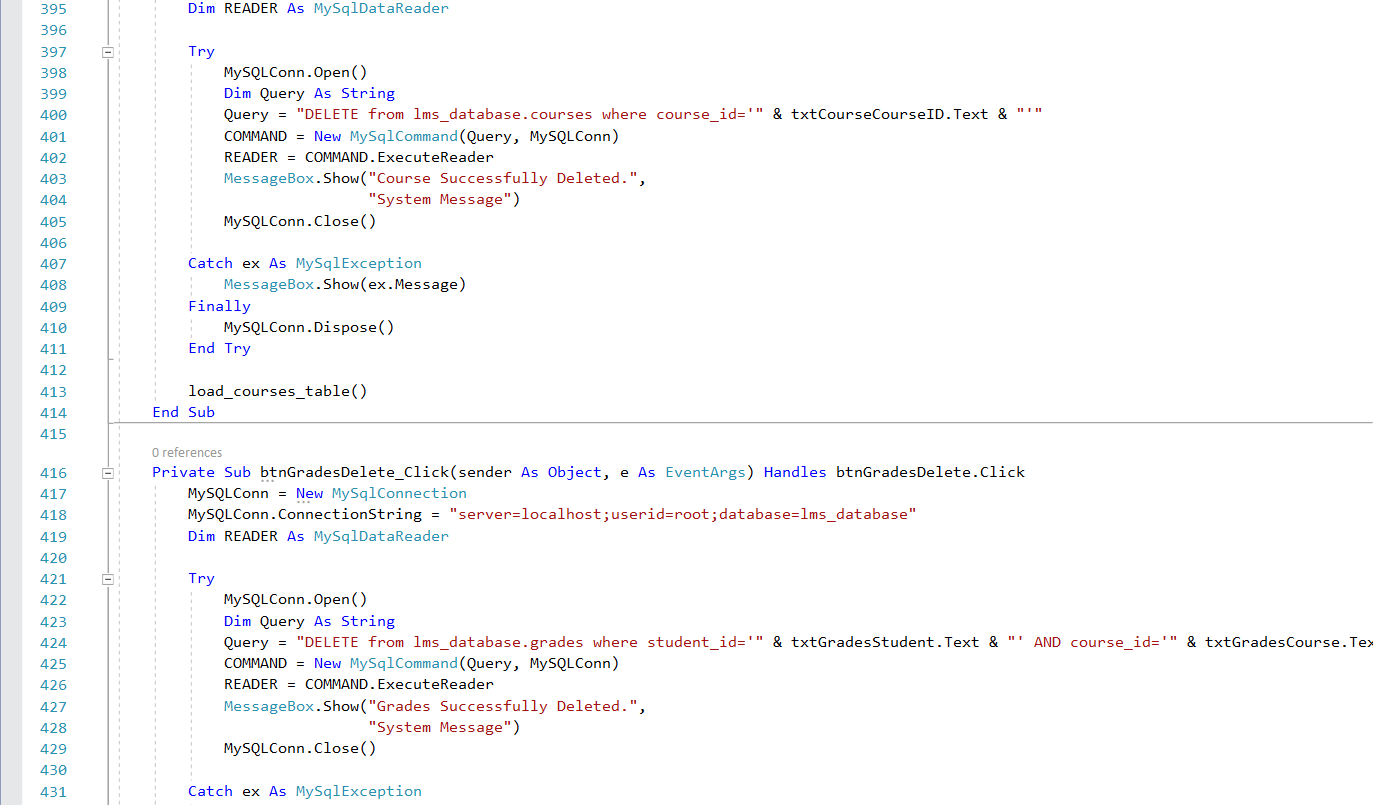 395 Dim READER As MySqlDataReader
396
397 Try
398 MySQLConn.Open()
399 Dim Query As String
400 Query = "DELETE from lms_database.courses where course_id='" & txtCourseCourseID.Text & "'"
401 COMMAND = New MySqlCommand(Query, MySQLConn)
402 READER = COMMAND.ExecuteReader
403 MessageBox.Show("Course Successfully Deleted.",
404 "System Message")
405 MySQLConn.Close()
406
407 Catch ex As MySqlException
408 MessageBox.Show(ex.Message)
409 Finally
410 MySQLConn.Dispose()
411 End Try
412
413 load_courses_table()
414 End Sub
415
0 references
416 Private Sub btnGradesDelete_Click(sender As Object, e As EventArgs) Handles btnGradesDelete.Click
417 MySQLConn = New MySqlConnection
418 MySQLConn.ConnectionString = "server=localhost;userid=root;database=lms_database"
419 Dim READER As MySqlDataReader
420
421 Try
422 MySQLConn.Open()
423 Dim Query As String
424 Query = "DELETE from lms_database.grades where student_id='" & txtGradesStudent.Text & "' AND course_id='" & txtGradesCourse.Tex
425 COMMAND = New MySqlCommand(Query, MySQLConn)
426 READER = COMMAND.ExecuteReader
427 MessageBox.Show("Grades Successfully Deleted.",
428 "System Message")
429 MySQLConn.Close()
430
431 Catch ex As MySqlException